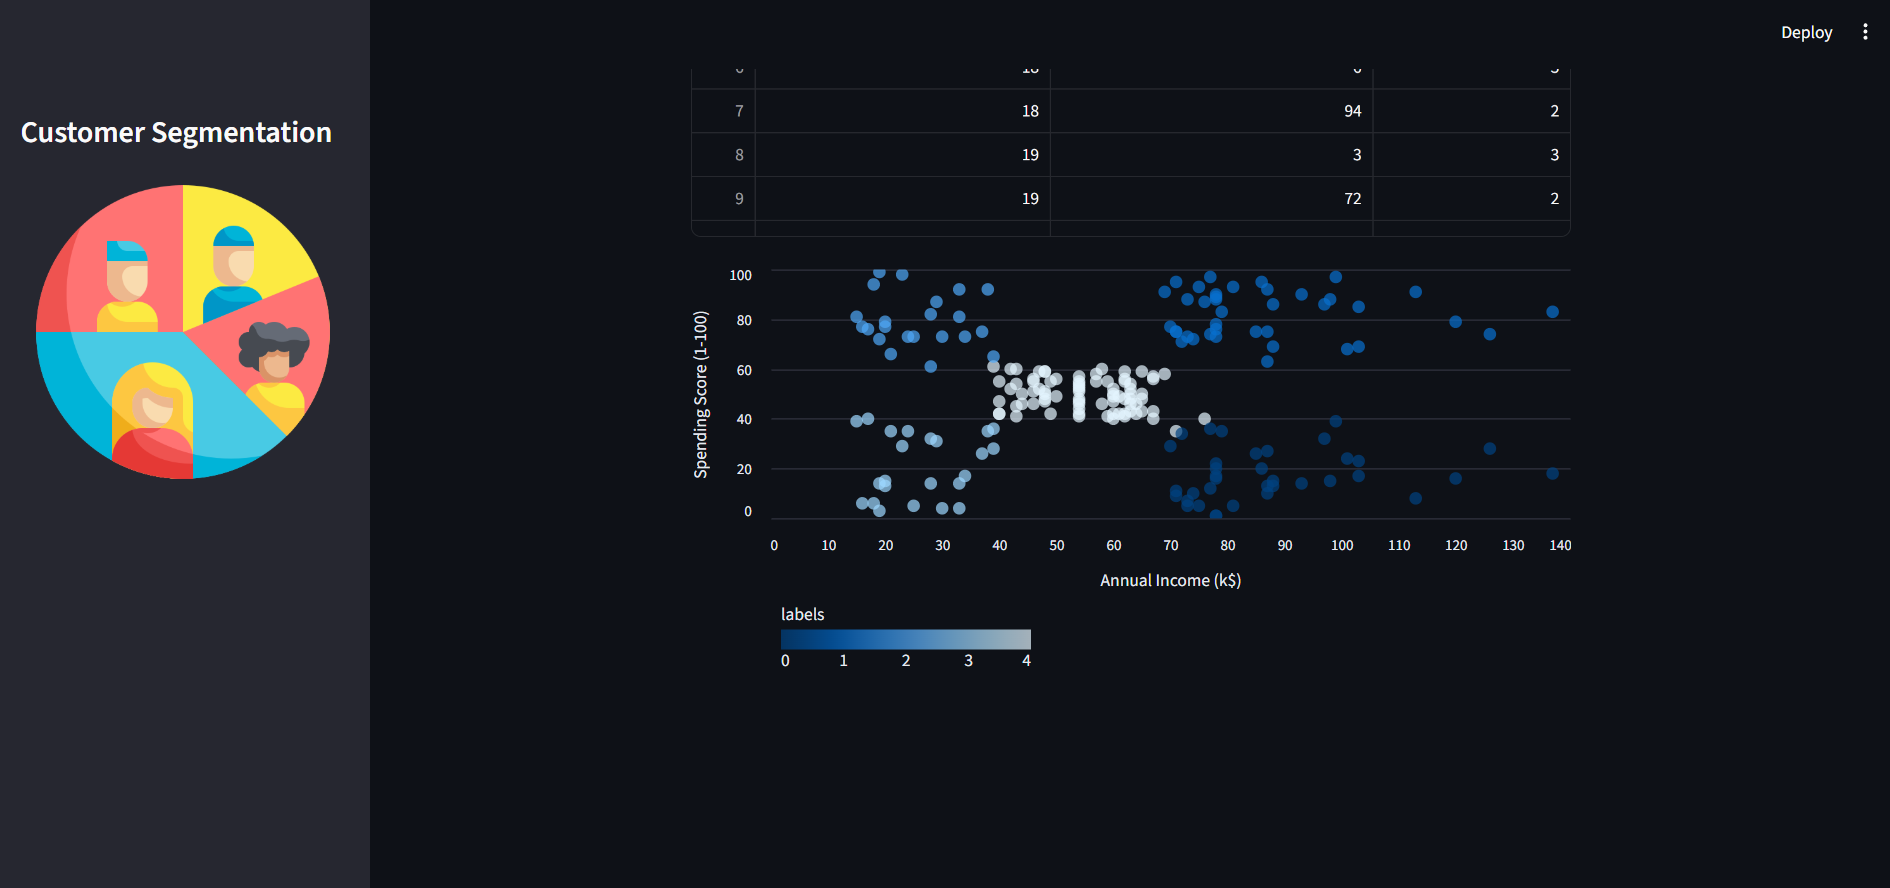 Deploy
Customer Segmentation
7 18 94 2
8 19 3 3
9 19 72 2
Spending Score (1-100)
100
80
60
40
20
0
0 10 20 30 40 50 60 70 80 90 100 110 120 130 140
Annual Income (k$)
labels
0 1 2 3 4